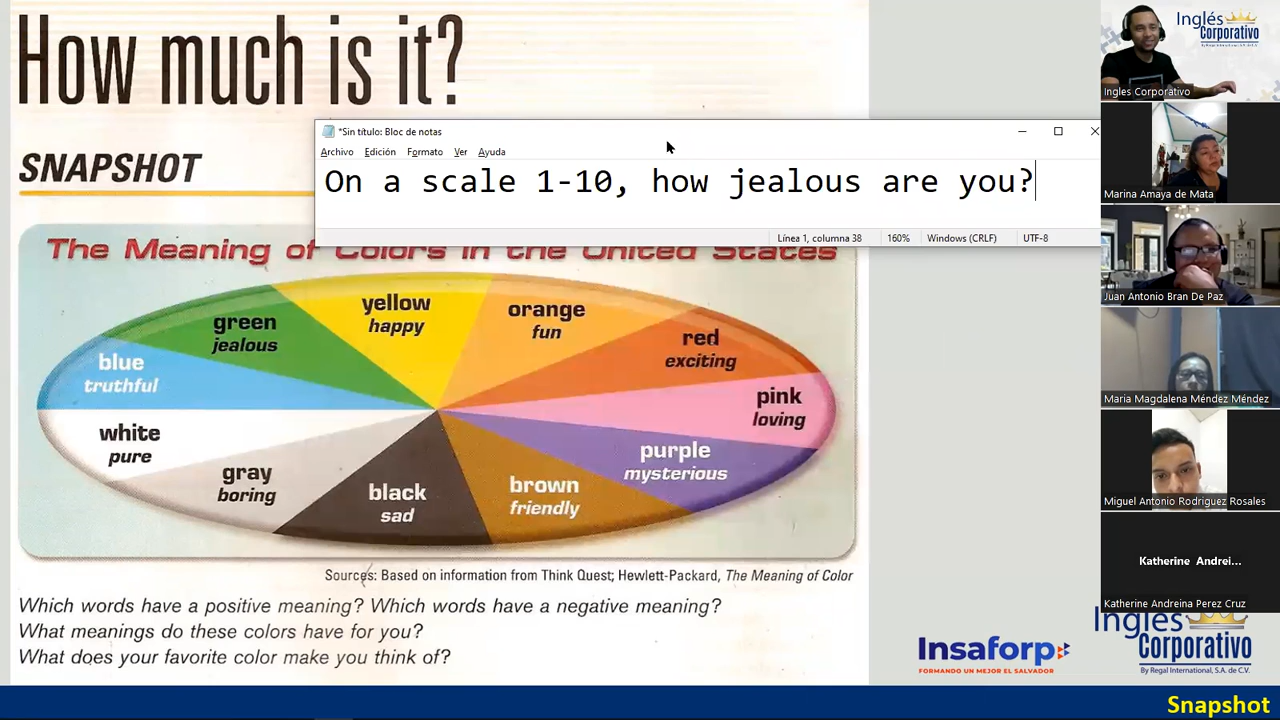 How much is it?
SNAPSHOT
*Sin título: Bloc de notas
Archivo Edición Formato Ver Ayuda
On a scale 1-10, how jealous are you?
Línea 1, columna 38 160% Windows (CRLF) UTF-8
The Meaning of Colors in the United States
yellow
happy
orange
fun
green
jealous
red
exciting
blue
truthful
pink
loving
white
pure
purple
mysterious
gray
boring
black
sad
brown
friendly
Sources: Based on information from Think Quest; Hewlett-Packard, The Meaning of Color
Which words have a positive meaning? Which words have a negative meaning?
What meanings do these colors have for you?
What does your favorite color make you think of?
Insaforp
FORMANDO UN MEJOR EL SALVADOR
Inglés
Corporativo
By Regal International, S.A. de C.V.
Snapshot
Inglés
Corporativo
By Regal International, S.A. de C.V.
Ingles Corporativo
Marina Amaya de Mata
Juan Antonio Bran De Paz
Maria Magdalena Méndez Méndez
Miguel Antonio Rodriguez Rosales
Katherine Andrei...
Katherine Andreina Perez Cruz